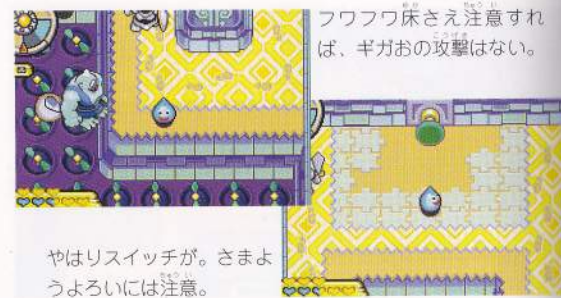 フワフワ床さえ注意すれ
ば、ギガおの攻撃はない。
やはりスイッチが。さまよ
うよろいには注意。